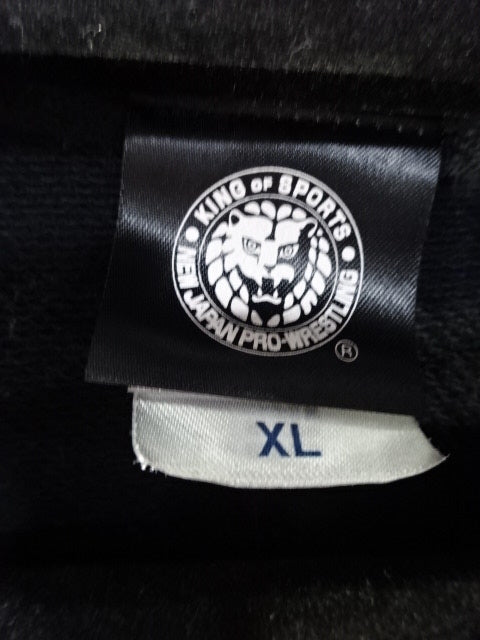 KING OF SPORTS
NEW JAPAN PRO-WRESTLING
®
XL